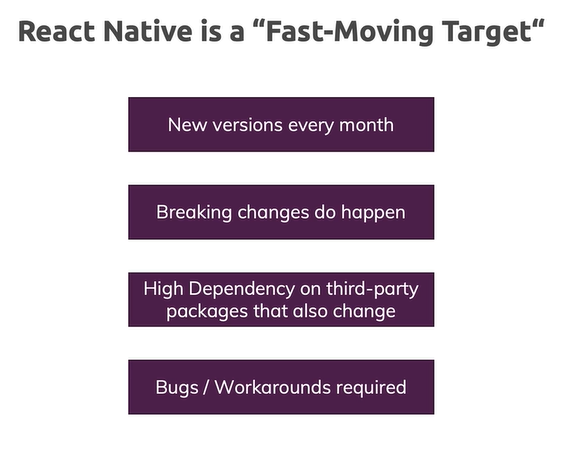 React Native is a “Fast-Moving Target“
New versions every month
Breaking changes do happen
High Dependency on third-party
packages that also change
Bugs / Workarounds required